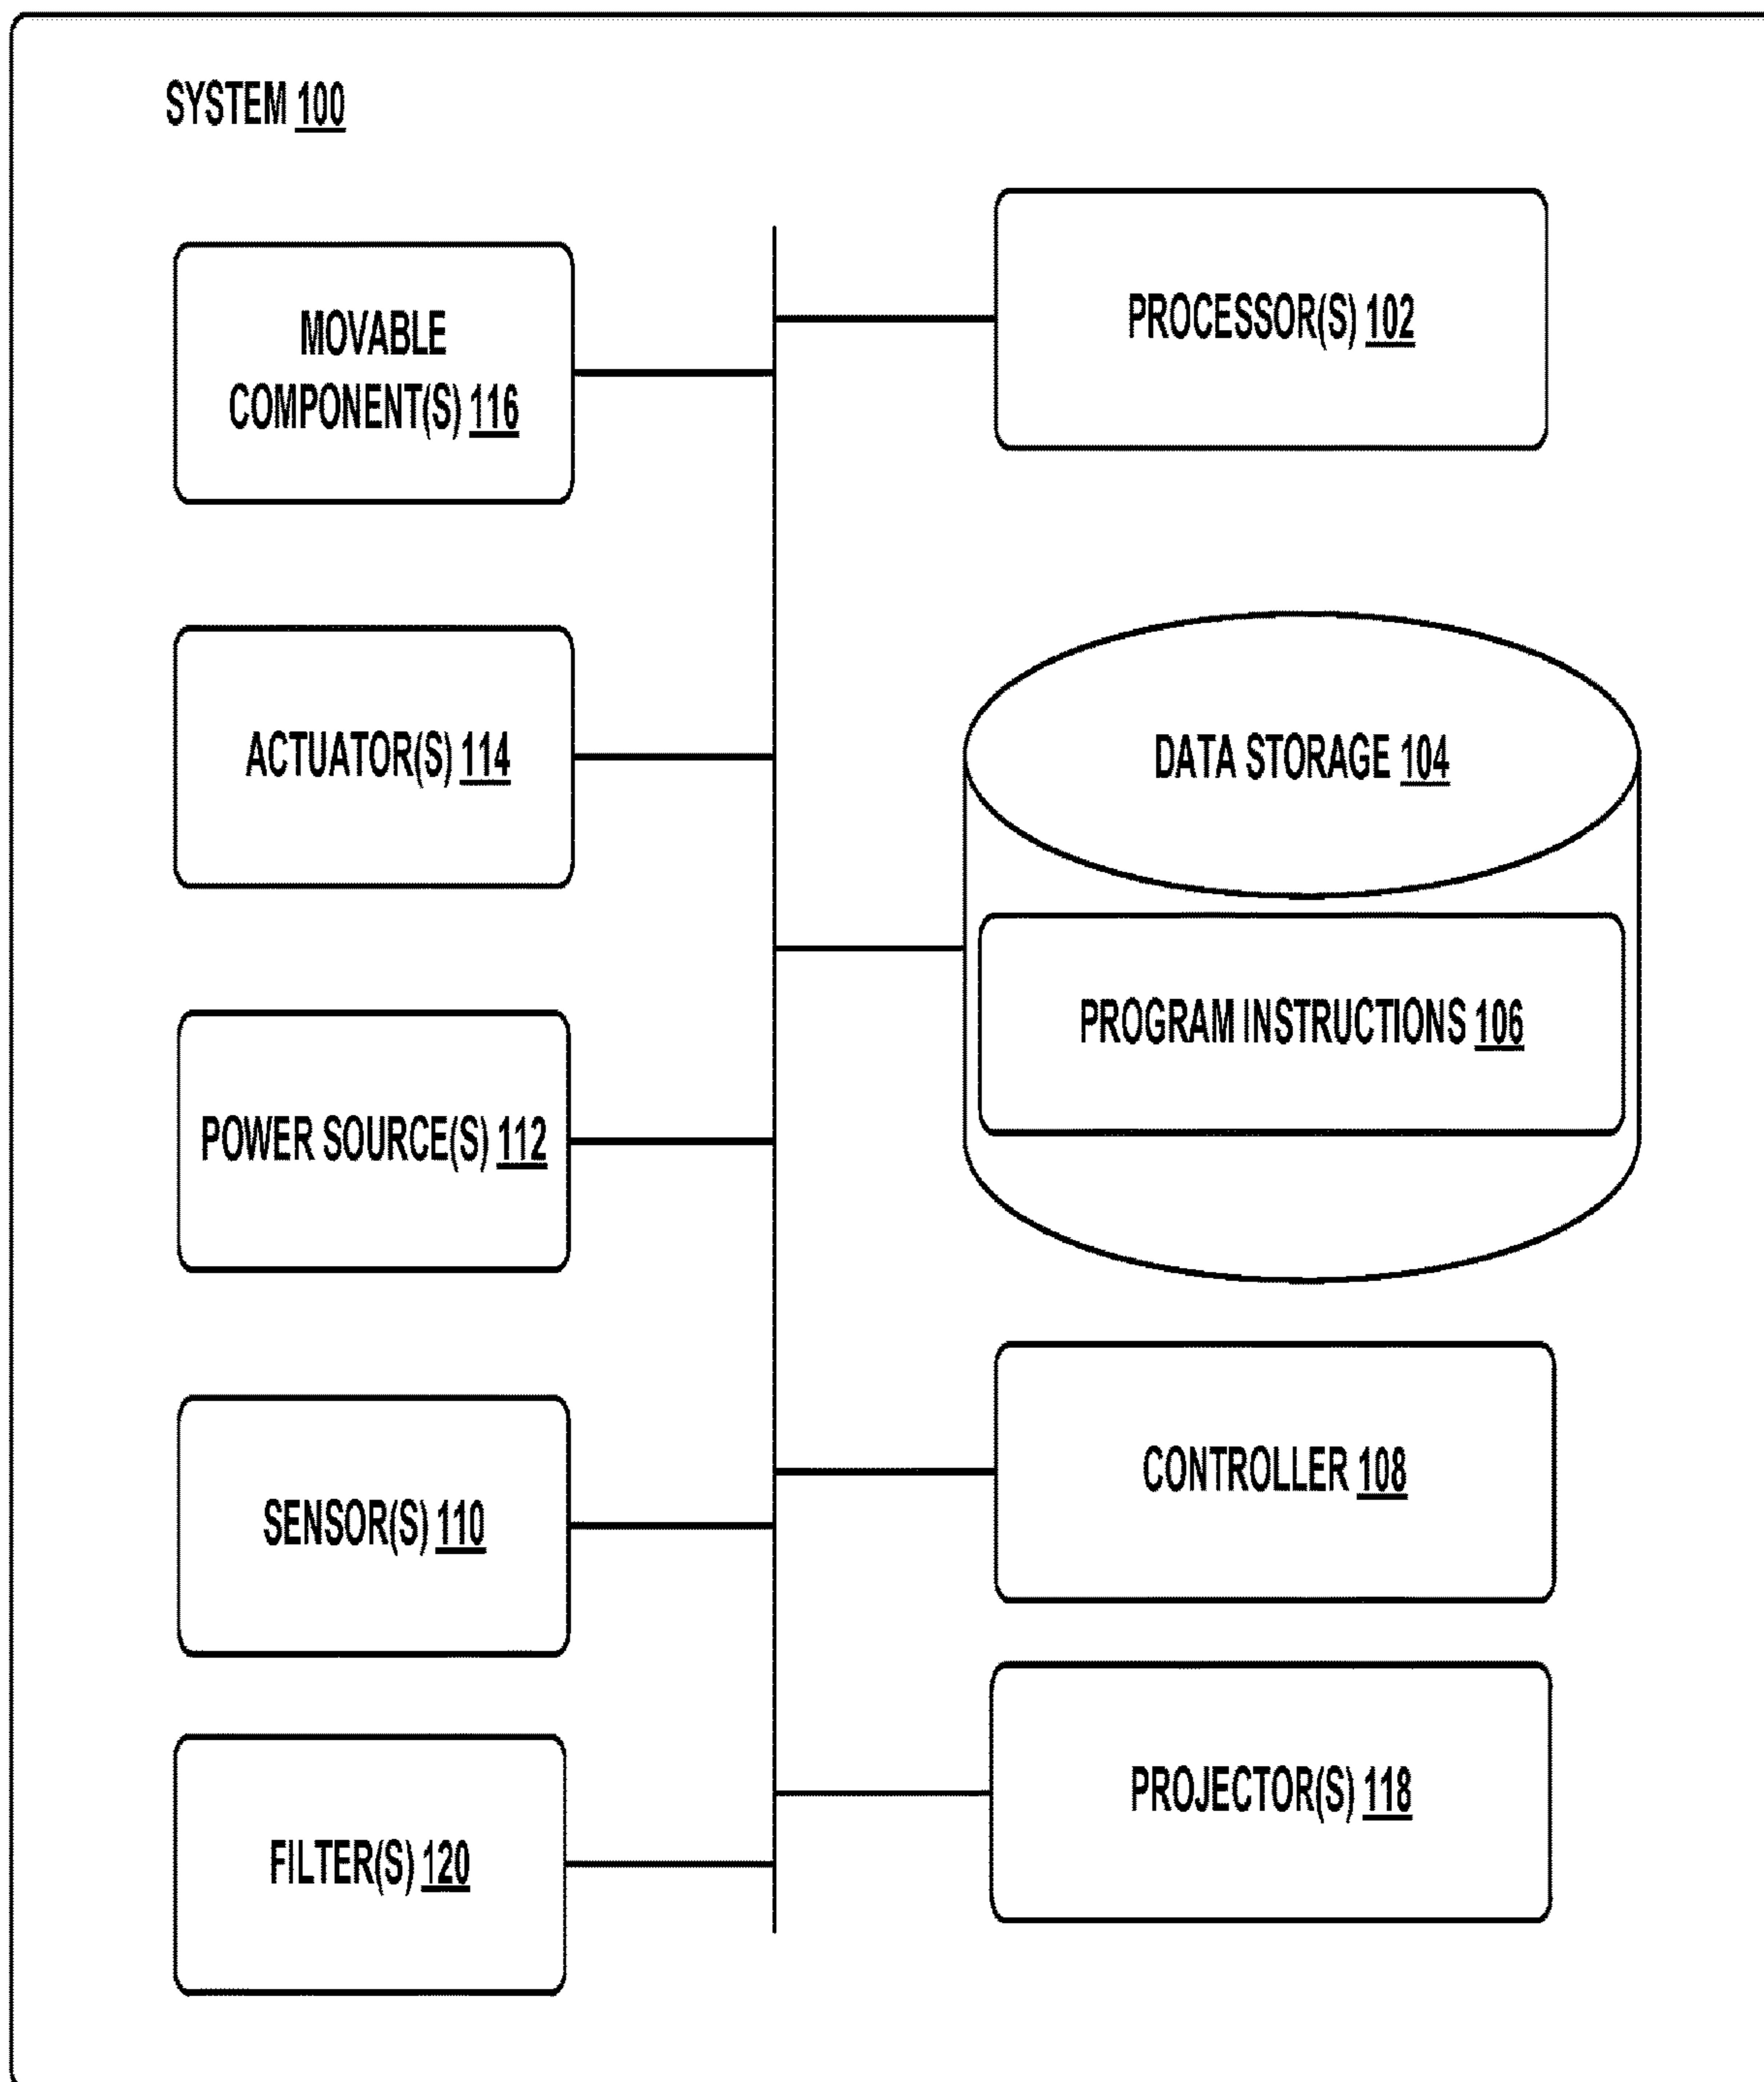 SYSTEM 100
MOVABLE
COMPONENT(S) 116
PROCESSOR(S) 102
ACTUATOR(S) 114
DATA STORAGE 104
PROGRAM INSTRUCTIONS 106
POWER SOURCE(S) 112
SENSOR(S) 110
CONTROLLER 108
FILTER(S) 120
PROJECTOR(S) 118